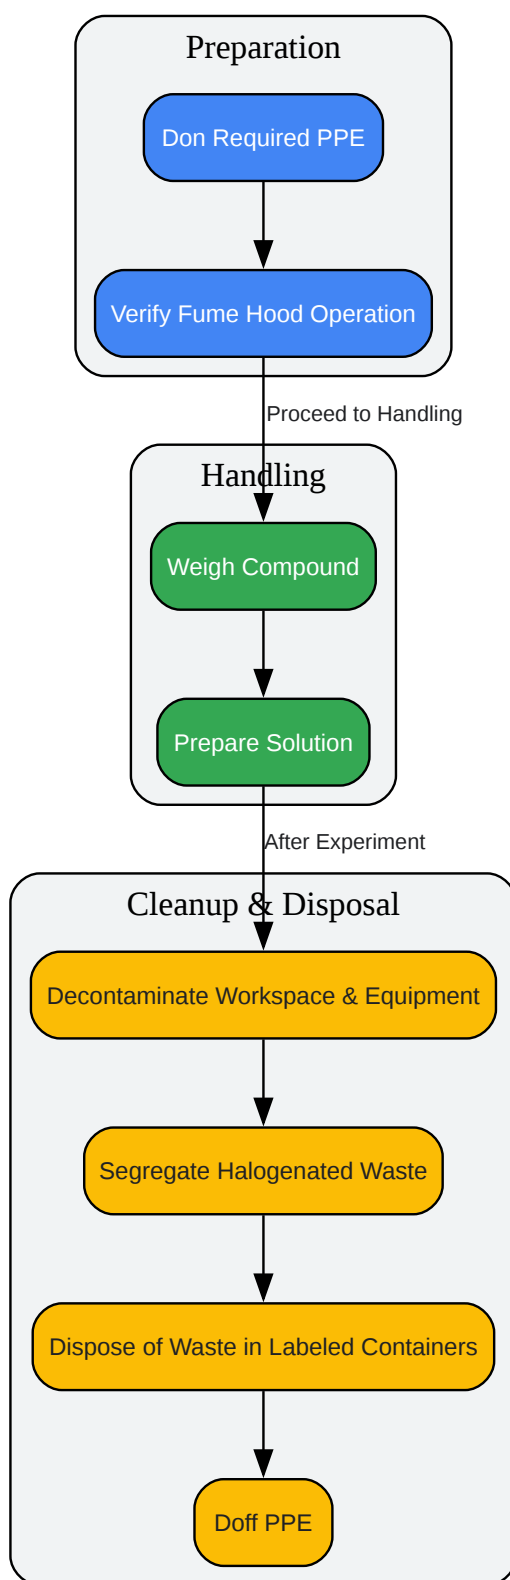 Preparation
Don Required PPE
Verify Fume Hood Operation
Proceed to Handling
Handling
Weigh Compound
Prepare Solution
After Experiment
Cleanup & Disposal
Decontaminate Workspace & Equipment
Segregate Halogenated Waste
Dispose of Waste in Labeled Containers
Doff PPE